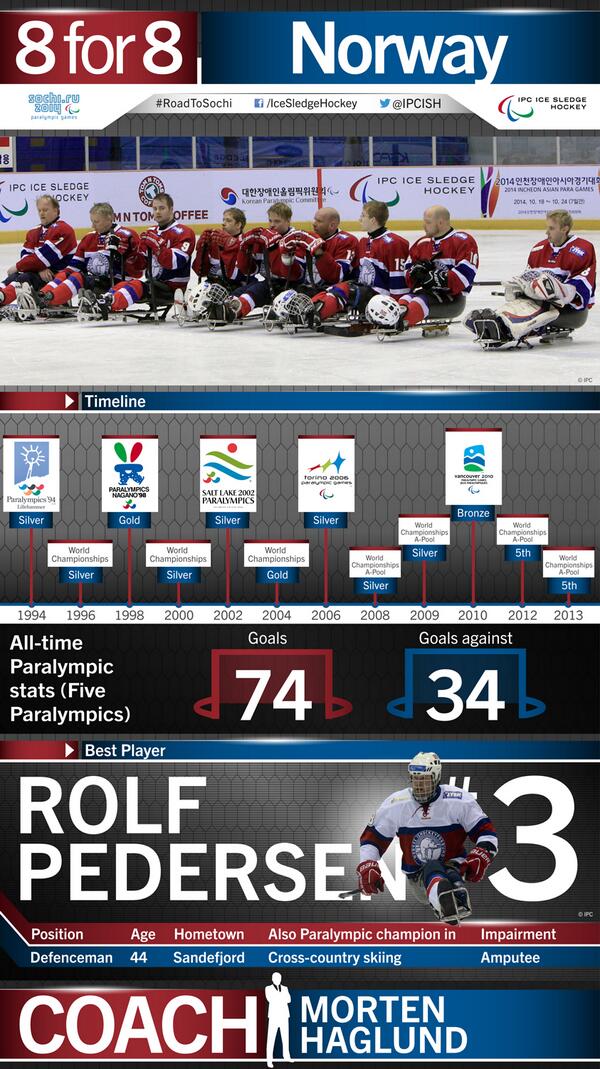 8 for 8
Norway
sochi.ru
2014
paralympic games
#RoadToSochi
/IceSledgeHockey
@IPCISH
IPC ICE SLEDGE
HOCKEY
IPC ICE SLEDGE
HOCKEY
N TOM COFFEE
대한장애인올림픽위원회
Korean Paralympic Committee
IPC ICE SLEDGE
HOCKEY
2014인천장애인아시아경기대회
2014 INCHEON ASIAN PARA GAMES
2014. 10. 18 ~ 10. 24 (7일간)
© IPC
Timeline
Paralympics '94
Lillehammer
Silver
PARALYMPICS
NAGANO'98
Gold
SALT LAKE 2002
PARALYMPICS
Silver
torino 2006
paralympic games
Silver
vancouver 2010
Bronze
World
Championships
Silver
World
Championships
Silver
World
Championships
Gold
World
Championships
A-Pool
Silver
World
Championships
A-Pool
Silver
World
Championships
A-Pool
5th
World
Championships
A-Pool
5th
1994 1996 1998 2000 2002 2004 2006 2008 2009 2010 2012 2013
All-time
Paralympic
stats (Five
Paralympics)
Goals
74
Goals against
34
Best Player
ROLF
PEDERSEN
#3
© IPC
Position Age Hometown Also Paralympic champion in Impairment
Defenceman 44 Sandefjord Cross-country skiing Amputee
COACH
MORTEN
HAGLUND